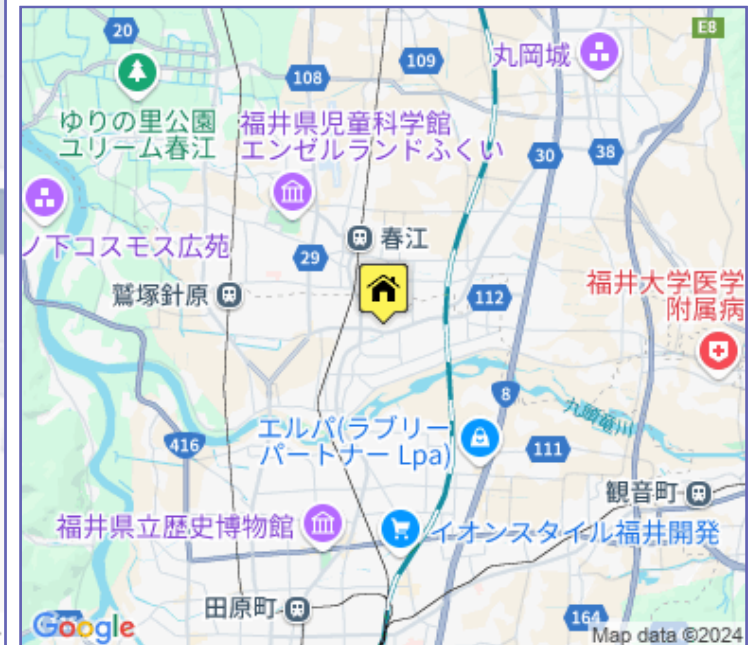 20
108
109
丸岡城
E8
ゆりの里公園
ユリーム春江
福井県児童科学館
エンゼルランドふくい
30
38
ノ下コスモス広苑
29
春江
鷲塚針原
112
福井大学医学
附属病
8
九頭竜川
416
エルパ(ラブリー
パートナー Lpa)
111
観音町
福井県立歴史博物館
イオンスタイル福井開発
田原町
164
Google
Map data ©2024